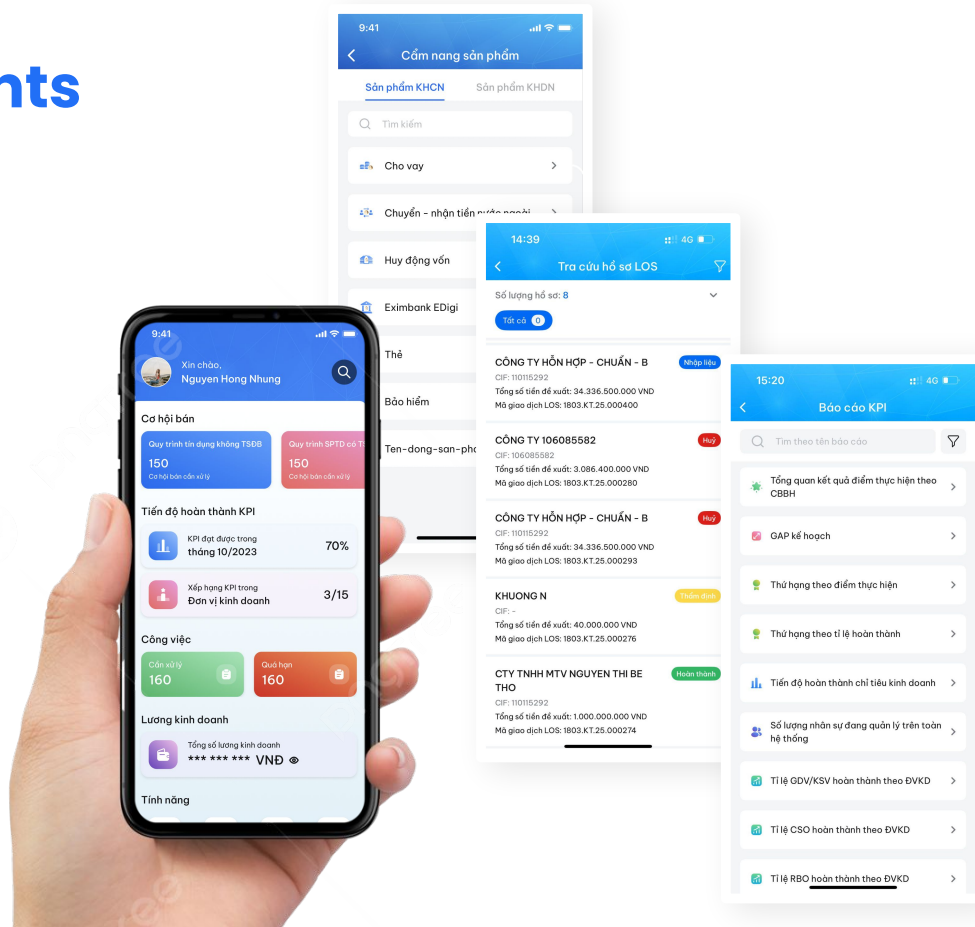 9:41
Cẩm nang sản phẩm
Sản phẩm KHCN
Sản phẩm KHDN
Tìm kiếm
Cho vay
Chuyển - nhận tiền nước ngoài
Huy động vốn
Eximbank EDigi
Thẻ
Bảo hiểm
Ten-dong-san-pho
14:39
4G
Tra cứu hồ sơ LOS
Số lượng hồ sơ: 8
Tất cả 0
CÔNG TY HỖN HỢP - CHUẨN - B
Nhập liệu
CIF: 110115292
Tổng số tiền đề xuất: 34.336.500.000 VND
Mã giao dịch LOS: 1803.KT.25.000400
CÔNG TY 106085582
Huỷ
CIF: 106085582
Tổng số tiền đề xuất: 3.086.400.000 VND
Mã giao dịch LOS: 1803.KT.25.000280
CÔNG TY HỖN HỢP - CHUẨN - B
Huỷ
CIF: 110115292
Tổng số tiền đề xuất: 34.336.500.000 VND
Mã giao dịch LOS: 1803.KT.25.000293
KHUONG N
Thẩm định
CIF: -
Tổng số tiền đề xuất: 40.000.000 VND
Mã giao dịch LOS: 1803.KT.25.000276
CTY TNHH MTV NGUYEN THI BE
THO
Hoàn thành
CIF: 110115292
Tổng số tiền đề xuất: 1.000.000.000 VND
Mã giao dịch LOS: 1803.KT.25.000274
15:20
4G
Báo cáo KPI
Tìm theo tên báo cáo
Tổng quan kết quả điểm thực hiện theo
CBBH
GAP kế hoạch
Thứ hạng theo điểm thực hiện
Thứ hạng theo tỉ lệ hoàn thành
Tiến độ hoàn thành chỉ tiêu kinh doanh
Số lượng nhân sự đang quản lý trên toàn
hệ thống
Tỉ lệ GDV/KSV hoàn thành theo ĐVKD
Tỉ lệ CSO hoàn thành theo ĐVKD
Tỉ lệ RBO hoàn thành theo ĐVKD
9:41
Xin chào,
Nguyen Hong Nhung
Cơ hội bán
Quy trình tín dụng không TSĐB
150
Cơ hội bán cần xử lý
Quy trình SPTD có T
150
Cơ hội bán cần xử lý
Tiến độ hoàn thành KPI
KPI đạt được trong
tháng 10/2023
70%
Xếp hạng KPI trong
Đơn vị kinh doanh
3/15
Công việc
Cần xử lý
160
Quá hạn
160
Lương kinh doanh
Tổng số lương kinh doanh
*** *** *** VNĐ
Tính năng
nts